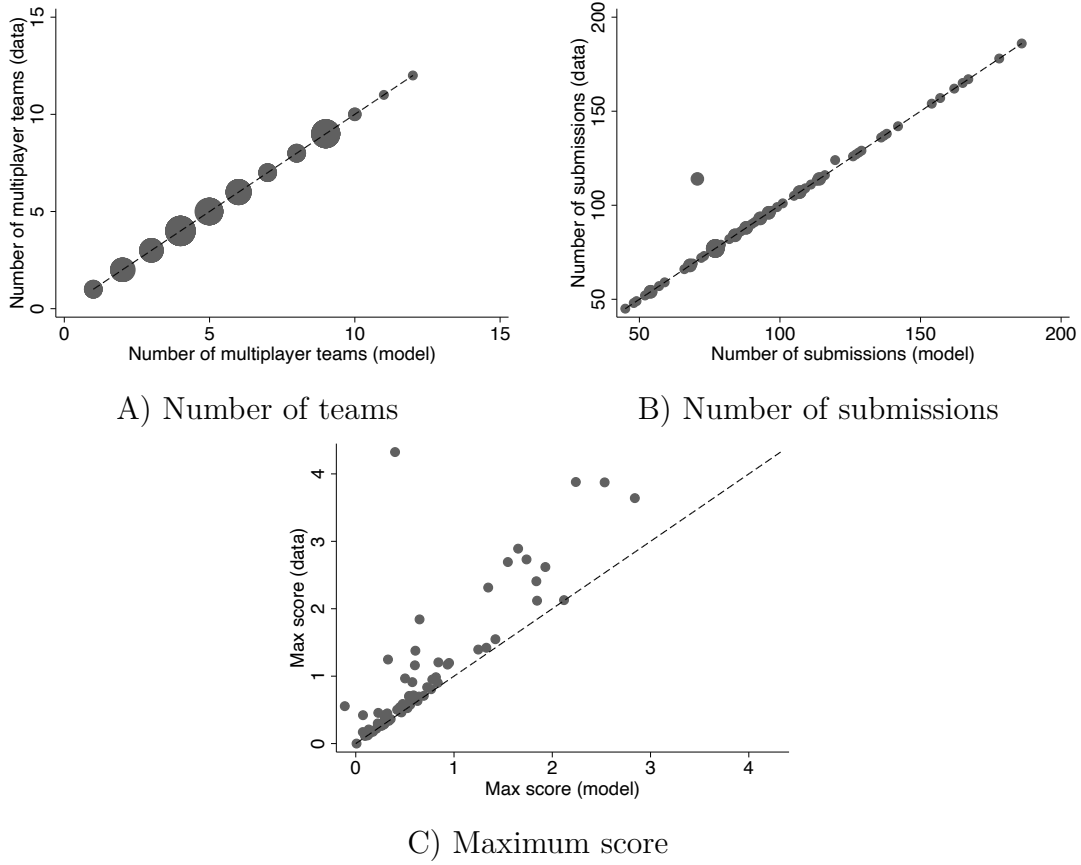 Number of multiplayer teams (data)
15
10
5
0
0 5 10 15
Number of multiplayer teams (model)
A) Number of teams
Number of submissions (data)
200
150
100
50
50 100 150 200
Number of submissions (model)
B) Number of submissions
Max score (data)
4
3
2
1
0
0 1 2 3 4
Max score (model)
C) Maximum score